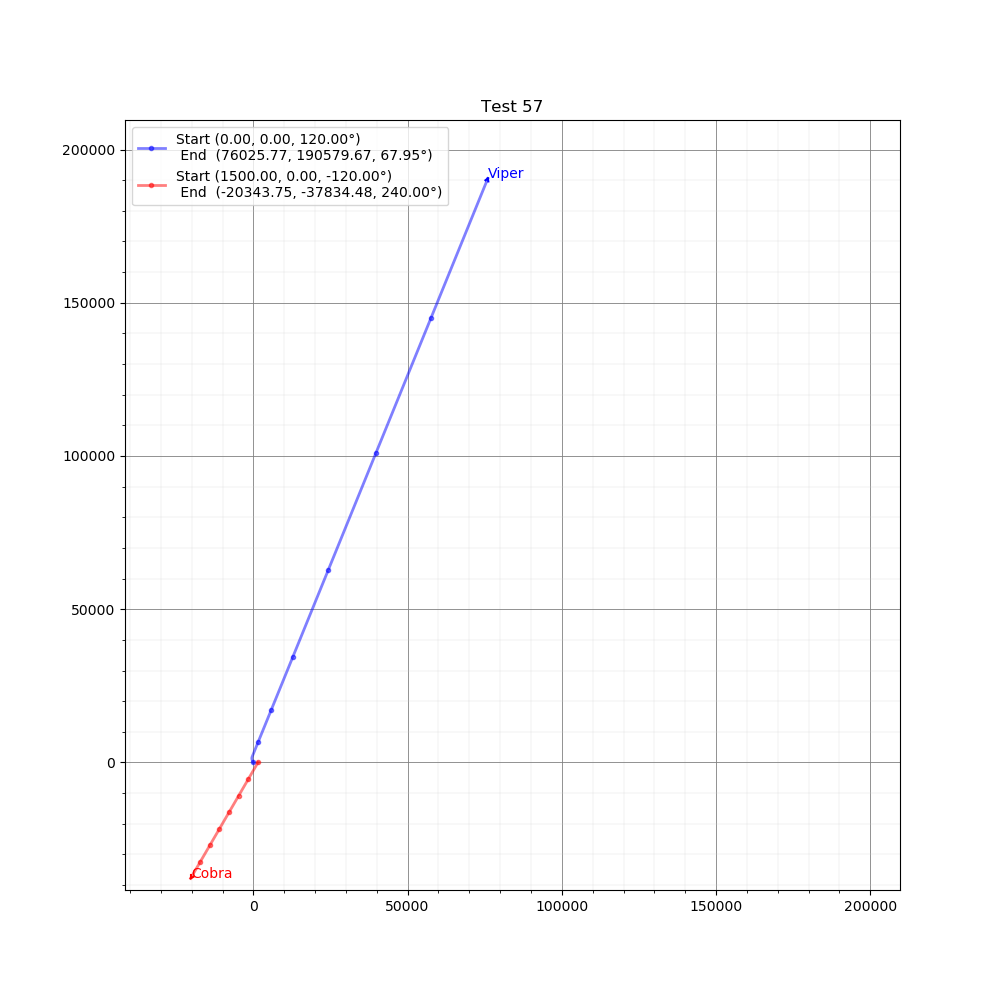 Test 57
Start (0.00, 0.00, 120.00°)
End  (76025.77, 190579.67, 67.95°)
Start (1500.00, 0.00, -120.00°)
End  (-20343.75, -37834.48, 240.00°)
200000
150000
100000
50000
0
Viper
Cobra
0
50000
100000
150000
200000